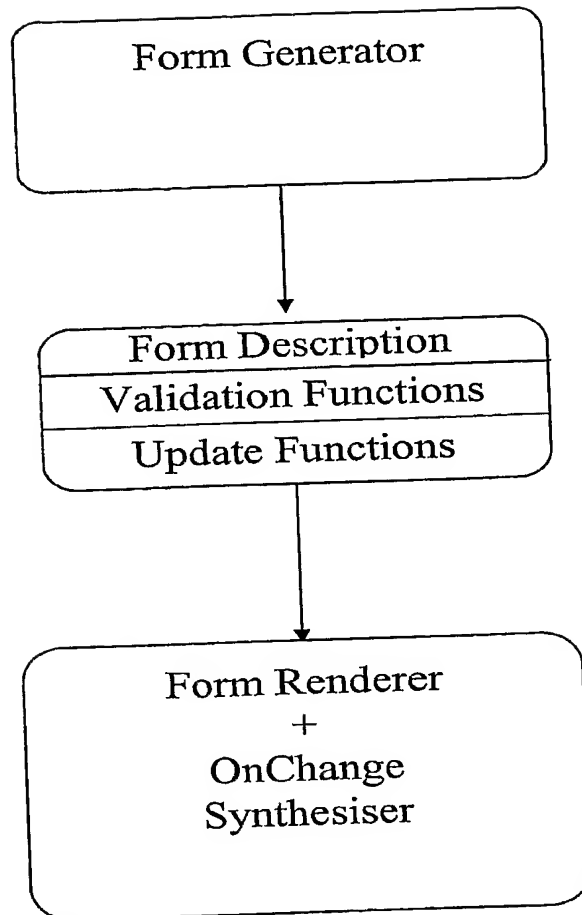 Form Generator
Form Description
Validation Functions
Update Functions
Form Renderer
+
OnChange
Synthesiser